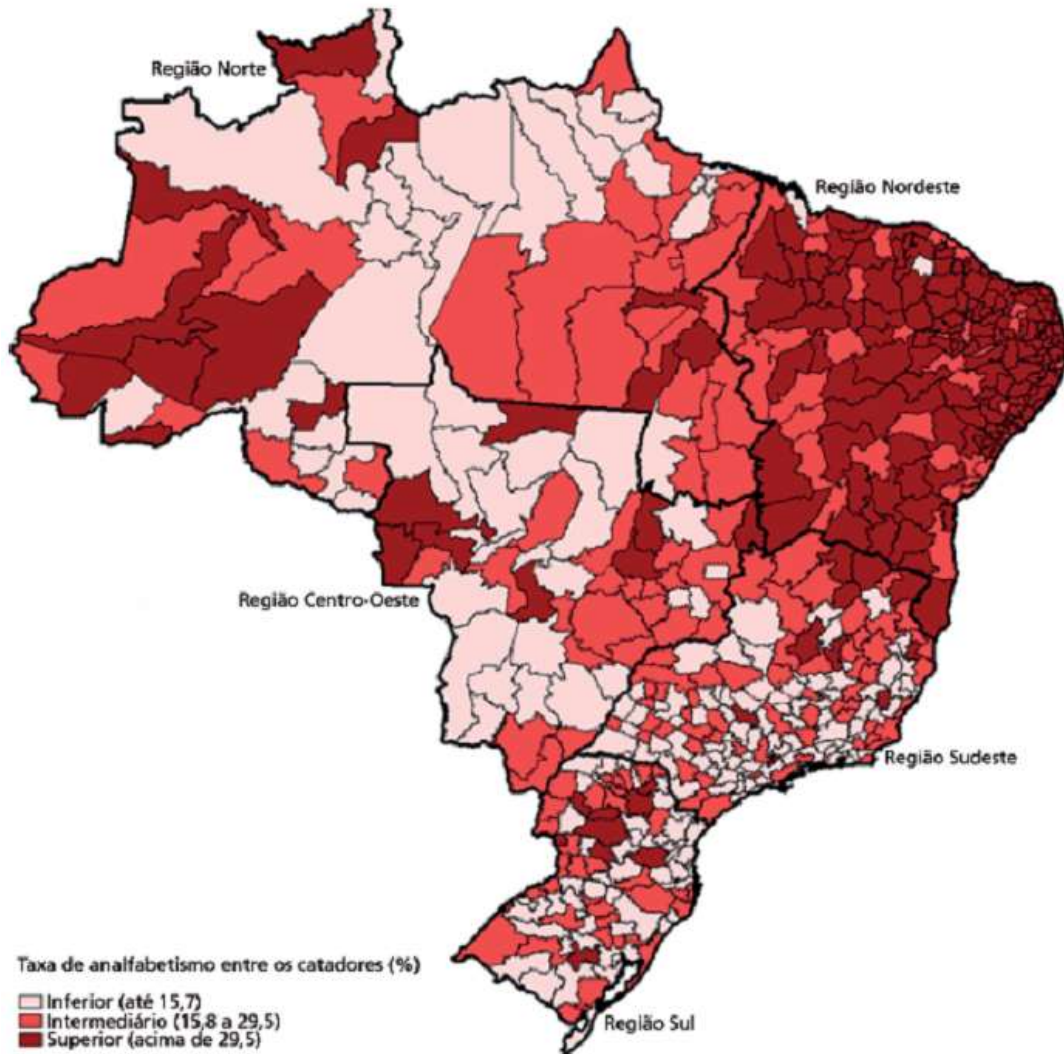 Região Norte
Região Nordeste
Região Centro-Oeste
Região Sudeste
Região Sul
Taxa de analfabetismo entre os catadores (%)
Inferior (até 15,7)
Intermediário (15,8 a 29,5)
Superior (acima de 29,5)